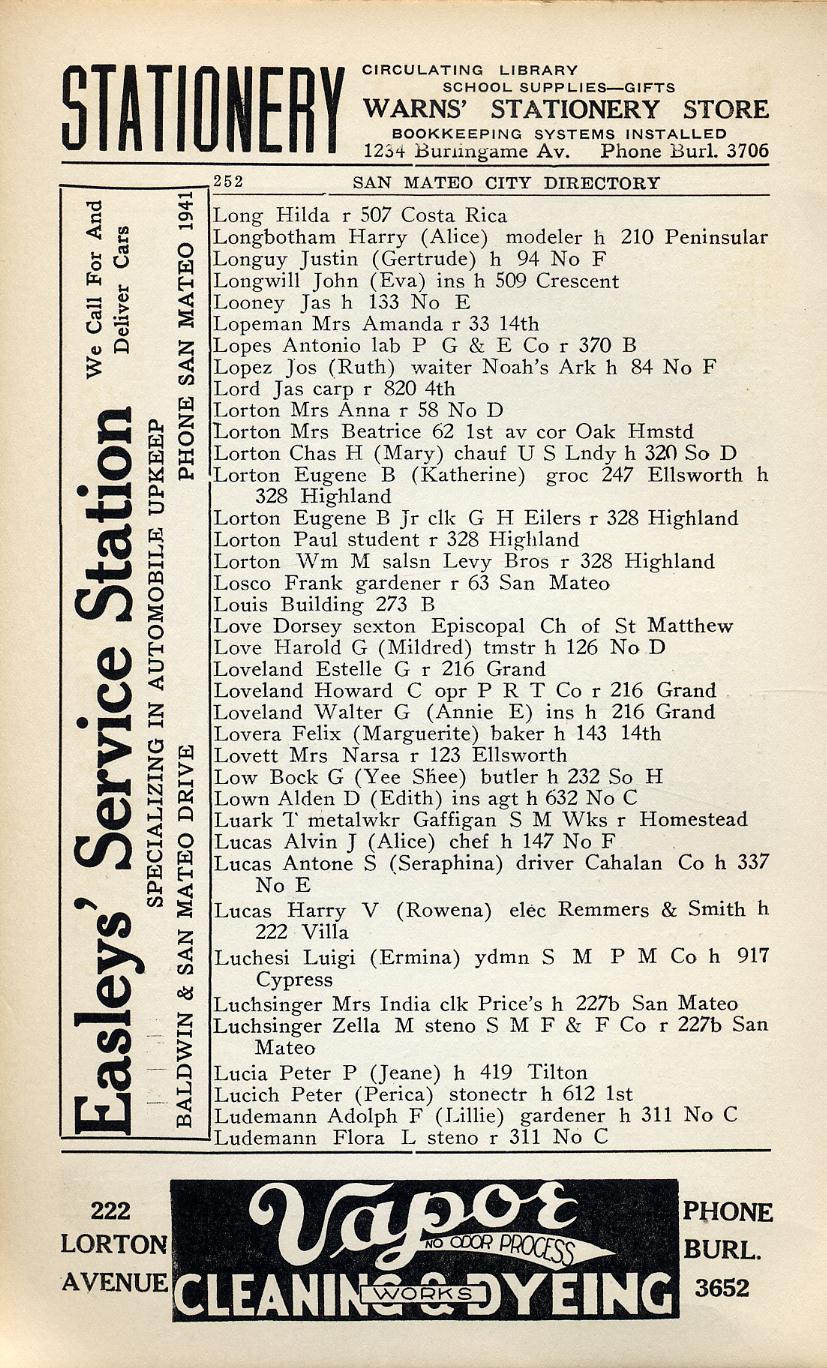 STATIONERY
CIRCULATING LIBRARY
SCHOOL SUPPLIES—GIFTS
WARNS' STATIONERY STORE
BOOKKEEPING SYSTEMS INSTALLED
1234 Burlingame Av. Phone Burl. 3706
252 SAN MATEO CITY DIRECTORY
Easleys' Service Station
We Call For And
Deliver Cars
SPECIALIZING IN AUTOMOBILE UPKEEP
BALDWIN & SAN MATEO DRIVE PHONE SAN MATEO 1941
Long Hilda r 507 Costa Rica
Longbotham Harry (Alice) modeler h 210 Peninsular
Longuy Justin (Gertrude) h 94 No F
Longwill John (Eva) ins h 509 Crescent
Looney Jas h 133 No E
Lopeman Mrs Amanda r 33 14th
Lopes Antonio lab P G & E Co r 370 B
Lopez Jos (Ruth) waiter Noah's Ark h 84 No F
Lord Jas carp r 820 4th
Lorton Mrs Anna r 58 No D
Lorton Mrs Beatrice 62 1st av cor Oak Hmstd
Lorton Chas H (Mary) chauf U S Lndy h 320 So D
Lorton Eugene B (Katherine) groc 247 Ellsworth h
328 Highland
Lorton Eugene B Jr clk G H Eilers r 328 Highland
Lorton Paul student r 328 Highland
Lorton Wm M salsn Levy Bros r 328 Highland
Losco Frank gardener r 63 San Mateo
Louis Building 273 B
Love Dorsey sexton Episcopal Ch of St Matthew
Love Harold G (Mildred) tmstr h 126 No D
Loveland Estelle G r 216 Grand
Loveland Howard C opr P R T Co r 216 Grand
Loveland Walter G (Annie E) ins h 216 Grand
Lovera Felix (Marguerite) baker h 143 14th
Lovett Mrs Narsa r 123 Ellsworth
Low Bock G (Yee Shee) butler h 232 So H
Lown Alden D (Edith) ins agt h 632 No C
Luark T metalwkr Gaffigan S M Wks r Homestead
Lucas Alvin J (Alice) chef h 147 No F
Lucas Antone S (Seraphina) driver Cahalan Co h 337
No E
Lucas Harry V (Rowena) elec Remmers & Smith h
222 Villa
Luchesi Luigi (Ermina) ydmn S M P M Co h 917
Cypress
Luchsinger Mrs India clk Price's h 227b San Mateo
Luchsinger Zella M steno S M F & F Co r 227b San
Mateo
Lucia Peter P (Jeane) h 419 Tilton
Lucich Peter (Perica) stonectr h 612 1st
Ludemann Adolph F (Lillie) gardener h 311 No C
Ludemann Flora L steno r 311 No C
222
LORTON
AVENUE
Vapor
NO ODOR PROCESS
CLEANING & DYEING
WORKS
PHONE
BURL.
3652